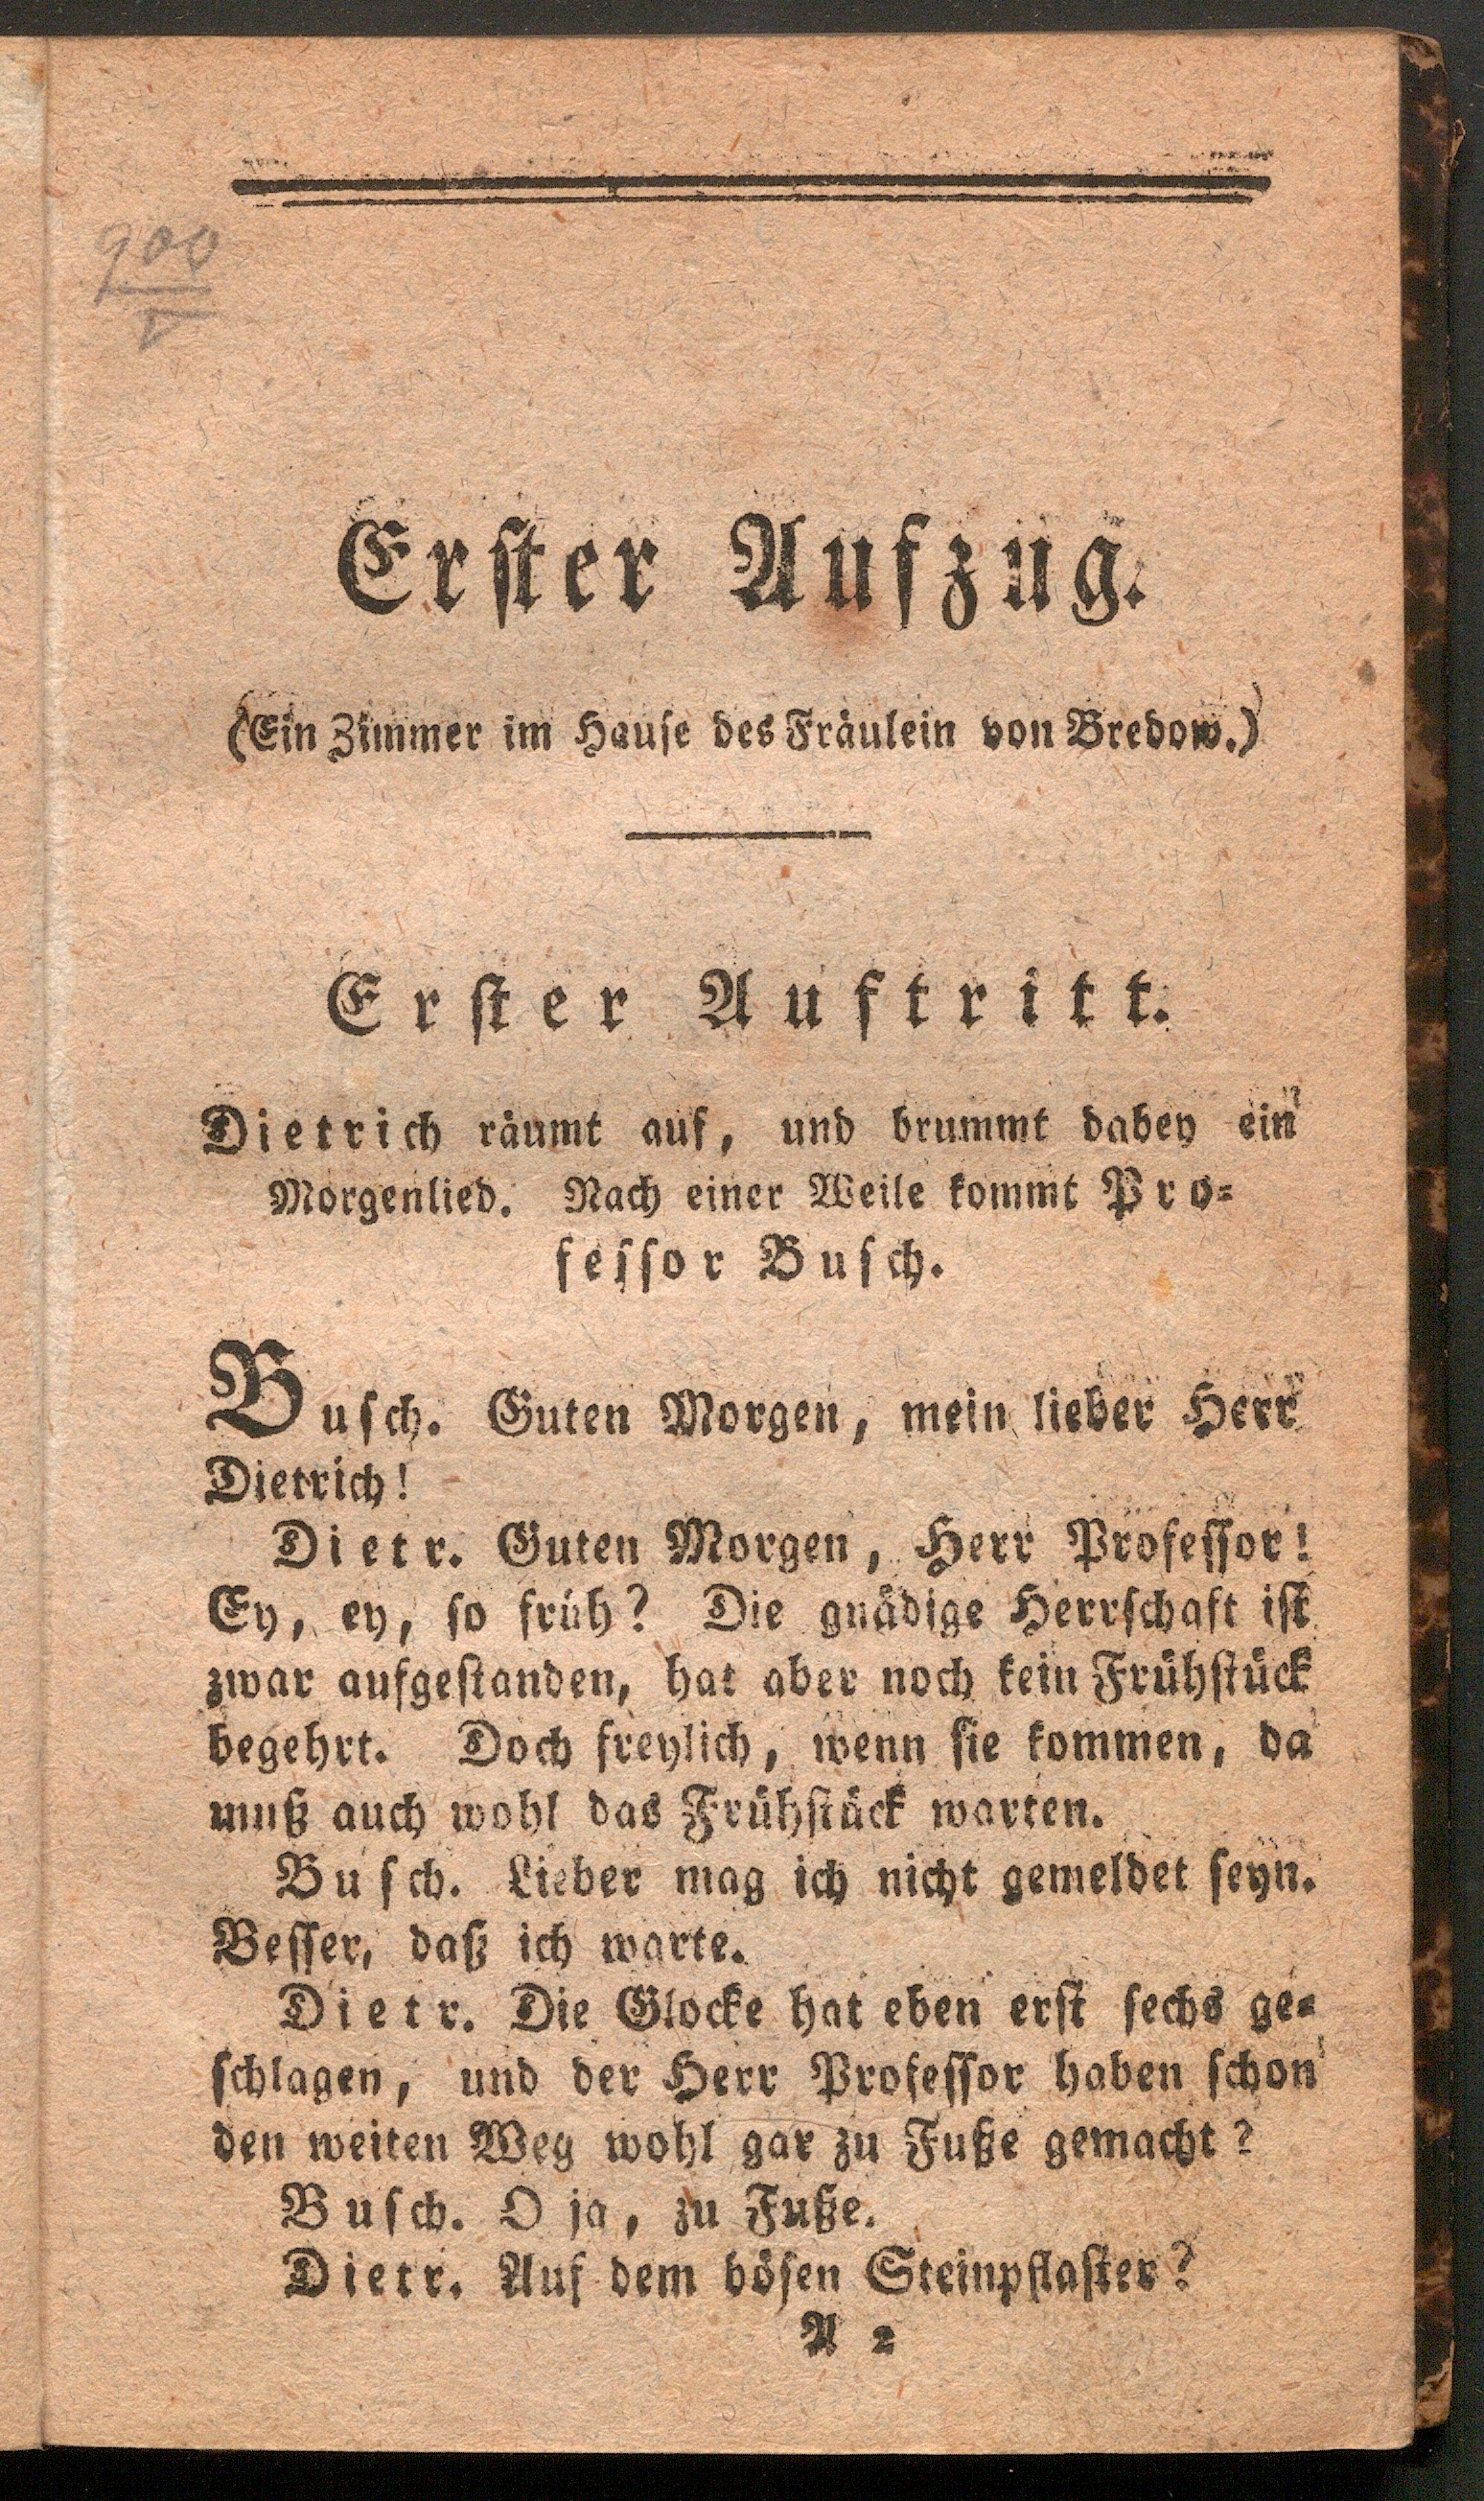 900
Erſter Aufzug.
(Ein Zimmer im Hauſe des Fräulein von Bredow.)
Erſter Auftritt.
Dietrich räumt auf, und brummt dabey ein
Morgenlied. Nach einer Weile kommt Pro-
feſſor Buſch.
Buſch. Guten Morgen, mein lieber Herr
Dietrich!
Dietr. Guten Morgen, Herr Profeſſor!
Ey, ey, ſo früh? Die gnädige Herrſchaft iſt
zwar aufgeſtanden, hat aber noch kein Frühſtück
begehrt. Doch freylich, wenn ſie kommen, da
muß auch wohl das Frühſtück warten.
Buſch. Lieber mag ich nicht gemeldet ſeyn.
Beſſer, daß ich warte.
Dietr. Die Glocke hat eben erſt ſechs ge-
ſchlagen, und der Herr Profeſſor haben ſchon
den weiten Weg wohl gar zu Fuße gemacht?
Buſch. O ja, zu Fuße.
Dietr. Auf dem böſen Steinpflaſter?
A 2